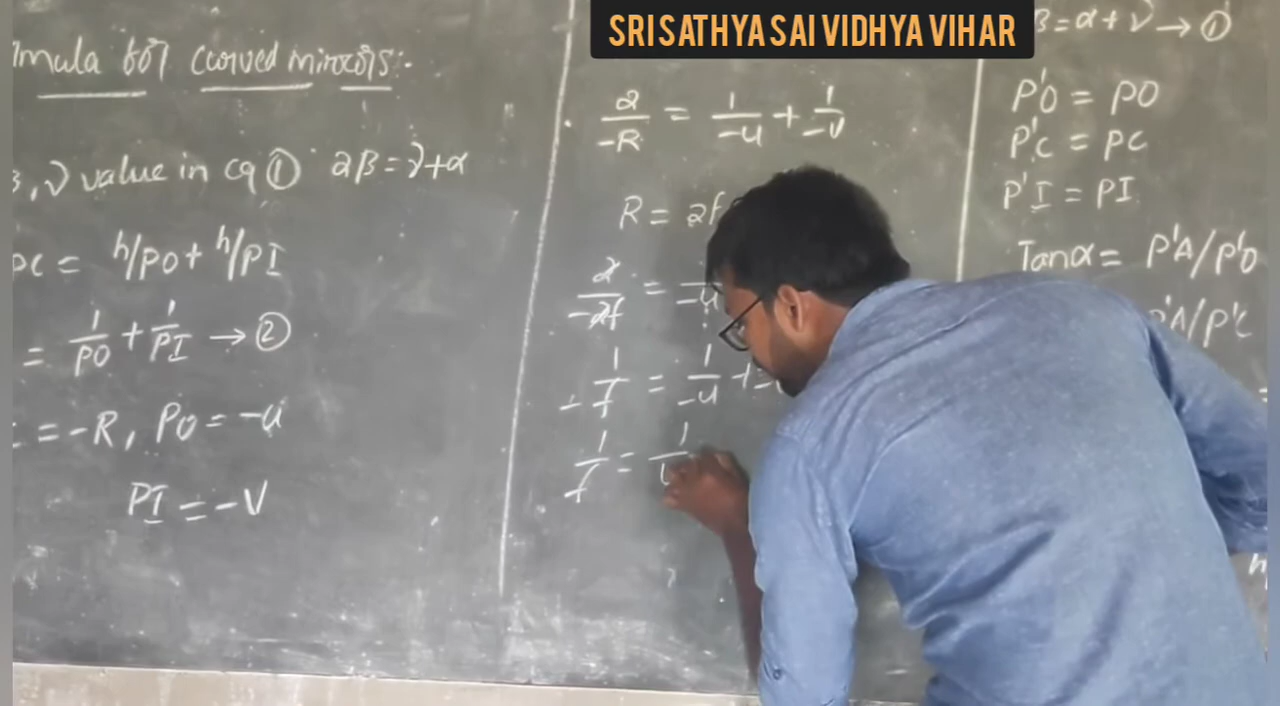 SRI SATHYA SAI VIDHYA VIHAR
mula for curved mirrors:-
β, γ value in eq ① 2β = γ+α
PC = h/PO + h/PI
= 1/PO + 1/PI → ②
= -R, PO = -u
PI = -V
2/-R = 1/-u + 1/-v
R = 2f
2/-2f = 1/-u
-1/f = 1/-u +
1/f = 1/u
β = α + γ → ①
P'O = PO
P'C = PC
P'I = PI
Tanα = P'A/P'O
P'A/P'C